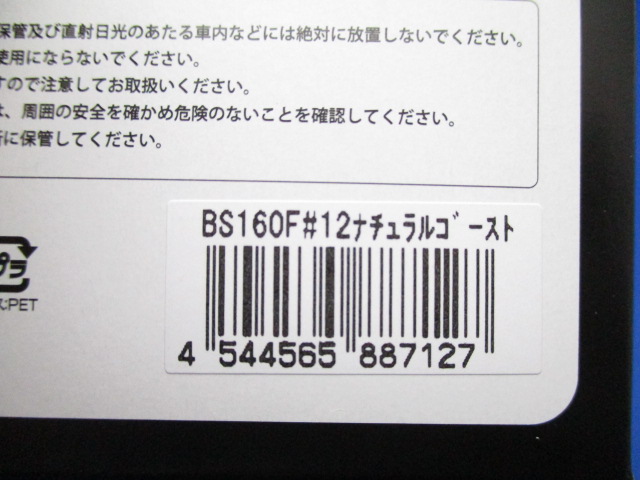 保管及び直射日光のあたる車内などには絶対に放置しないでください。
使用にならないでください。
すので注意してお取扱いください。
は、周囲の安全を確かめ危険のないことを確認してください。
所に保管してください。
BS160F#12ﾅﾁｭﾗﾙｺﾞｰｽﾄ
4 544565 887127
プラ
:PET